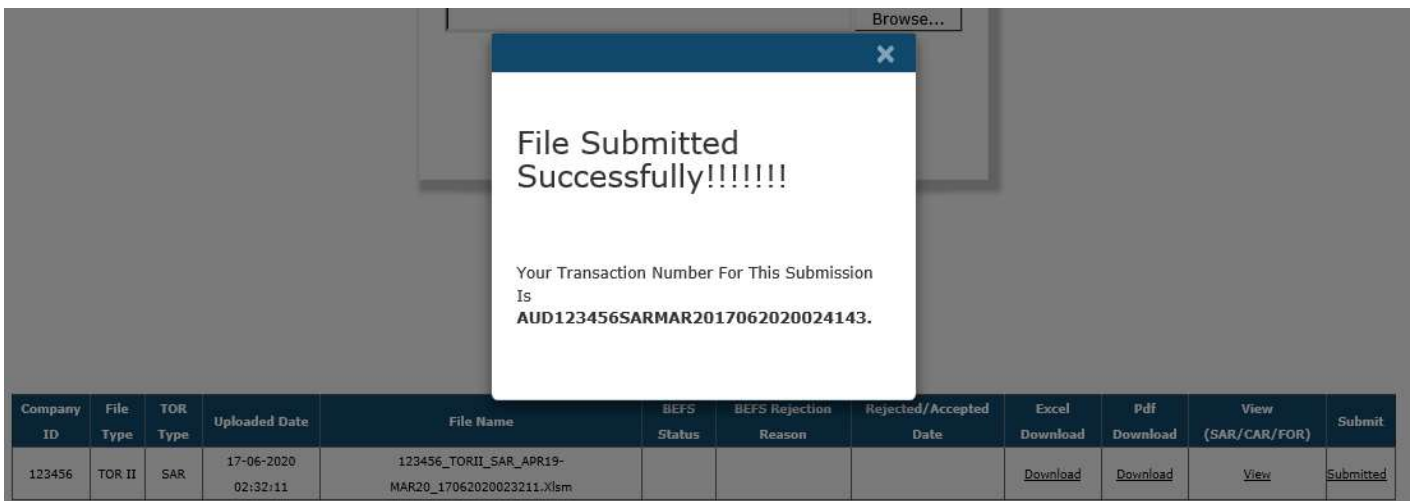 Browse...
×
File Submitted
Successfully!!!!!!!
Your Transaction Number For This Submission
Is
AUD123456SARMAR2017062020024143.
Company ID File Type TOR Type Uploaded Date File Name BEFS Status BEFS Rejection Reason Rejected/Accepted Date Excel Download Pdf Download View (SAR/CAR/FOR) Submit
123456 TOR II SAR 17-06-2020 02:32:11 123456_TORII_SAR_APR19-MAR20_17062020023211.Xlsm Download Download View Submitted